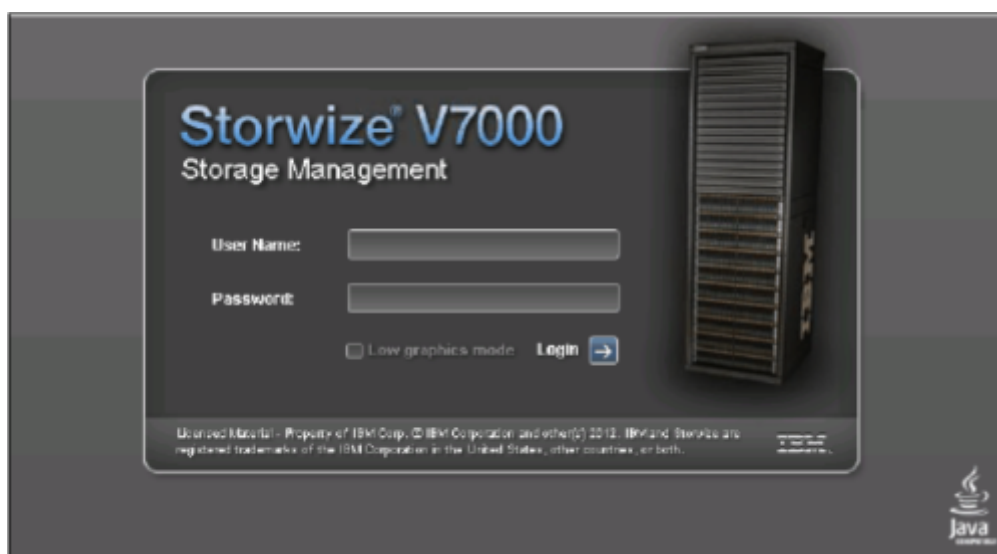 Storwize® V7000
Storage Management
User Name:
Password:
Low graphics mode Login
Licensed Material - Property of IBM Corp. © IBM Corporation and other(s) 2012. IBM and Storwize are
registered trademarks of the IBM Corporation in the United States, other countries, or both.
IBM
IBM.
Java